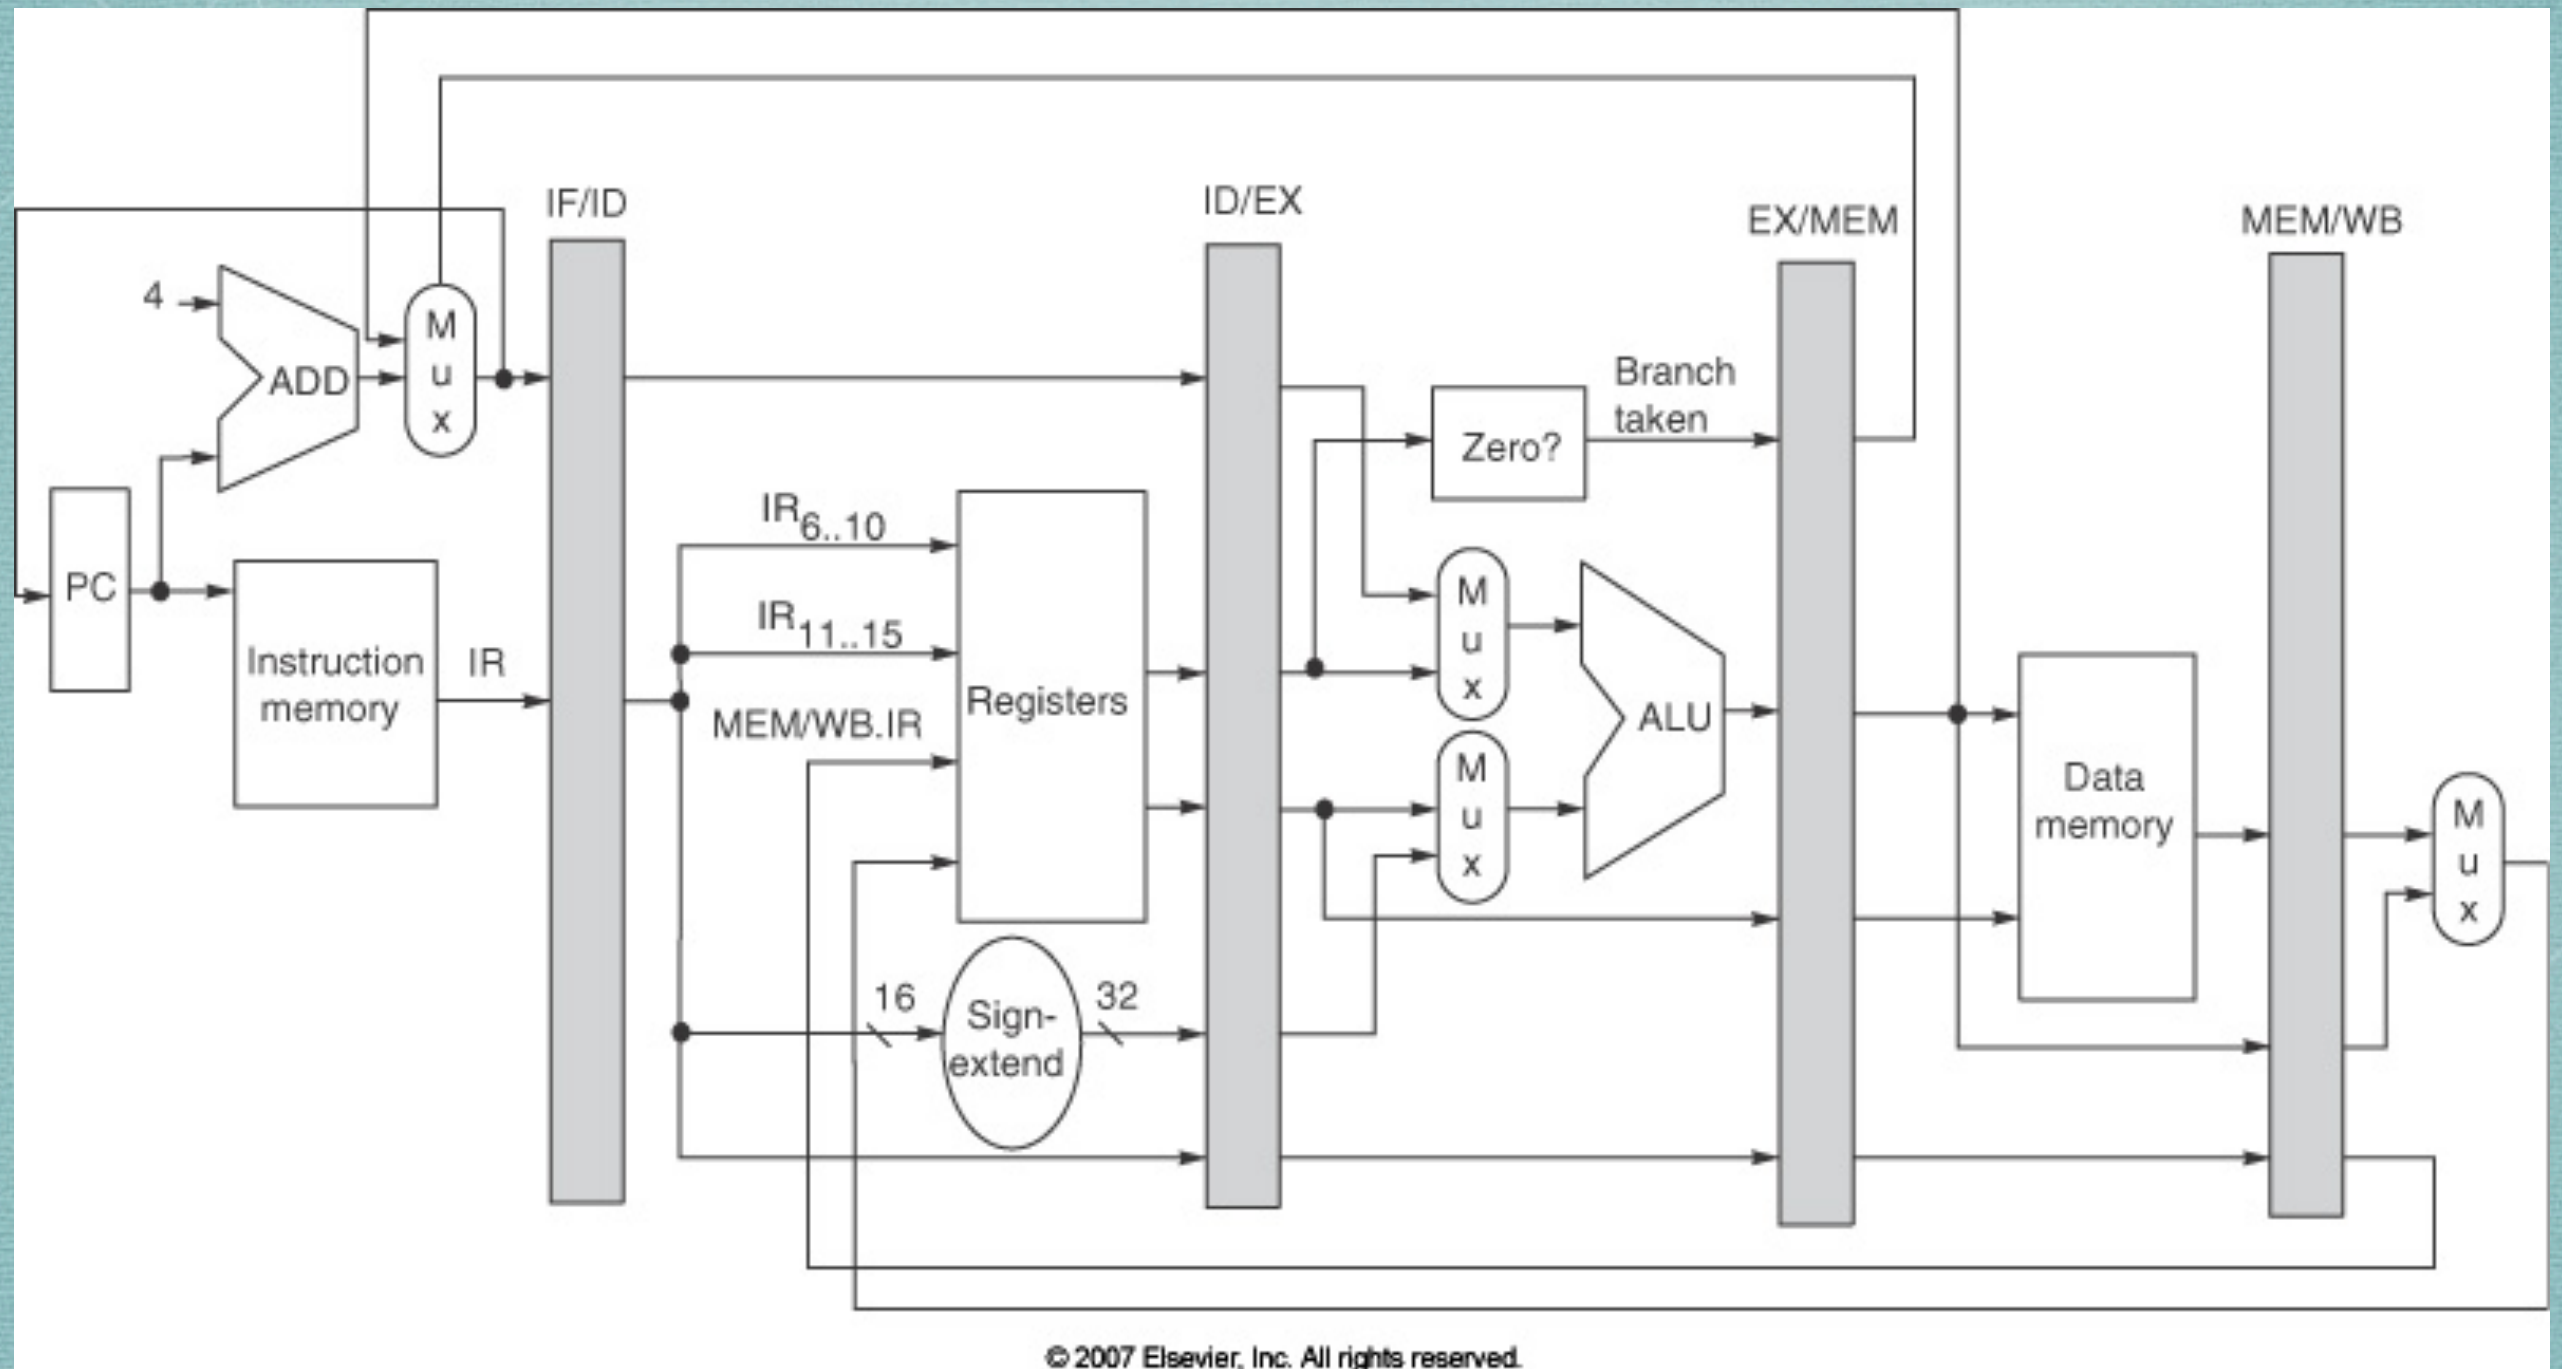 IF/ID
ID/EX
EX/MEM
MEM/WB
4
ADD
M
u
x
Branch
taken
Zero?
IR6..10
PC
IR11..15
Instruction
memory
IR
Registers
MEM/WB.IR
M
u
x
ALU
M
u
x
Data
memory
M
u
x
16
Sign-
extend
32
© 2007 Elsevier, Inc. All rights reserved.